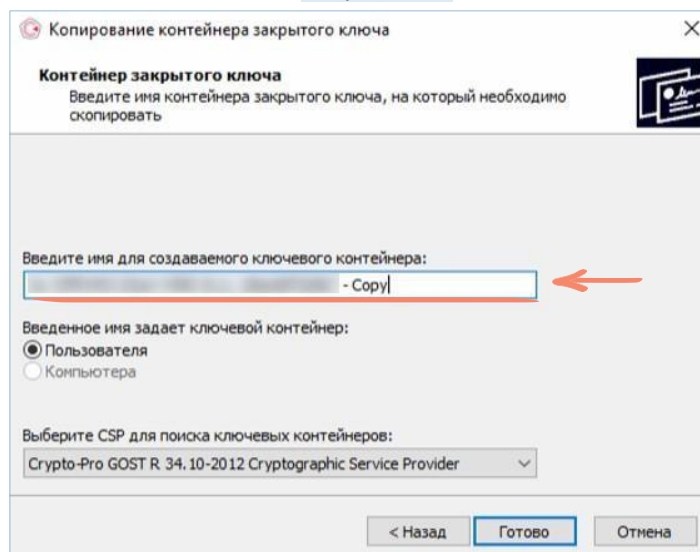 Копирование контейнера закрытого ключа
Контейнер закрытого ключа
Введите имя контейнера закрытого ключа, на который необходимо
скопировать
Введите имя для создаваемого ключевого контейнера:
- Copy
Введенное имя задает ключевой контейнер:
Пользователя
Компьютера
Выберите CSP для поиска ключевых контейнеров:
Crypto-Pro GOST R 34.10-2012 Cryptographic Service Provider
< Назад Готово Отмена